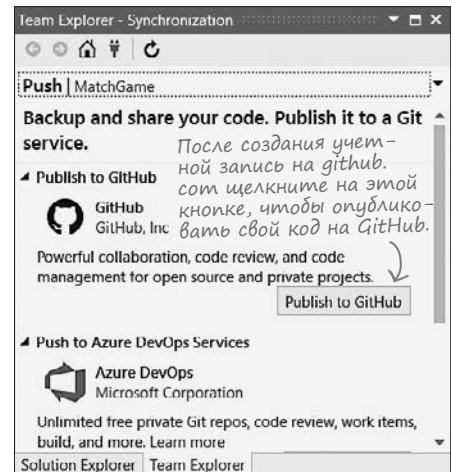 Team Explorer - Synchronization
Push | MatchGame
Backup and share your code. Publish it to a Git
service.
После создания учет-
ной запись на github.
com щелкните на этой
кнопке, чтобы опублико-
вать свой код на GitHub.
Publish to GitHub
GitHub
GitHub, Inc
Powerful collaboration, code review, and code
management for open source and private projects.
Publish to GitHub
Push to Azure DevOps Services
Azure DevOps
Microsoft Corporation
Unlimited free private Git repos, code review, work items,
build, and more. Learn more
Solution Explorer Team Explorer